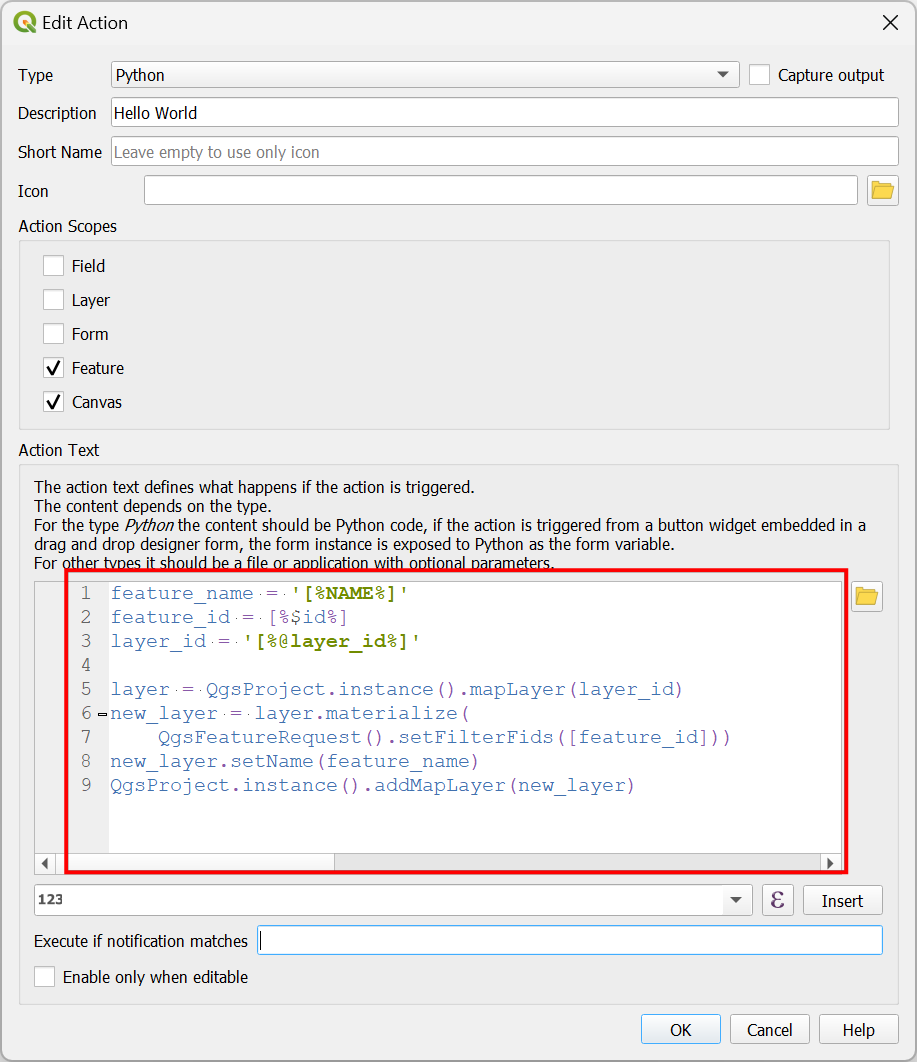 Edit Action
Type Python Capture output
Description Hello World
Short Name Leave empty to use only icon
Icon
Action Scopes
Field
Layer
Form
Feature
Canvas
Action Text
The action text defines what happens if the action is triggered.
The content depends on the type.
For the type Python the content should be Python code, if the action is triggered from a button widget embedded in a
drag and drop designer form, the form instance is exposed to Python as the form variable.
For other types it should be a file or application with optional parameters.
1 feature_name = '[%NAME%]'
2 feature_id = [%$id%]
3 layer_id = '[%@layer_id%]'
4
5 layer = QgsProject.instance().mapLayer(layer_id)
6 new_layer = layer.materialize(
7     QgsFeatureRequest().setFilterFids([feature_id]))
8 new_layer.setName(feature_name)
9 QgsProject.instance().addMapLayer(new_layer)
123 ε Insert
Execute if notification matches
Enable only when editable
OK Cancel Help